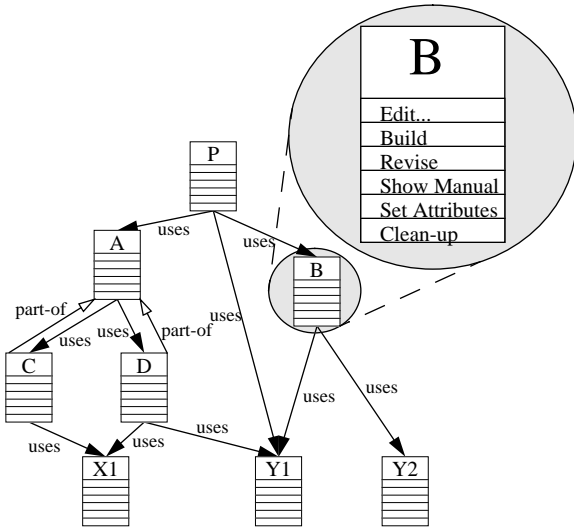 B
Edit...
Build
Revise
Show Manual
Set Attributes
Clean-up
P
uses
uses
A
B
part-of
uses
uses
part-of
uses
C
D
uses
uses
uses
uses
uses
uses
X1
Y1
Y2